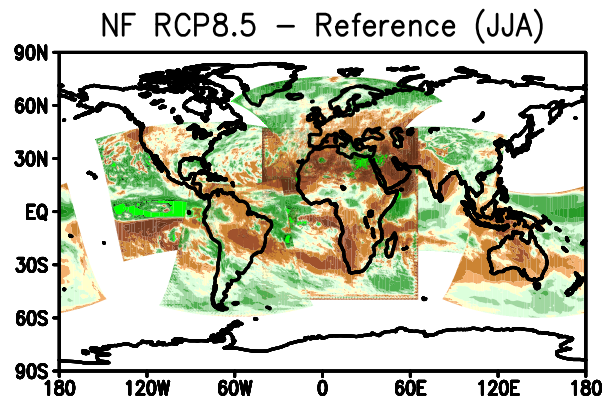 NF RCP8.5 − Reference (JJA)
90N
60N
30N
EQ
30S
60S
90S
180 120W 60W 0 60E 120E 180